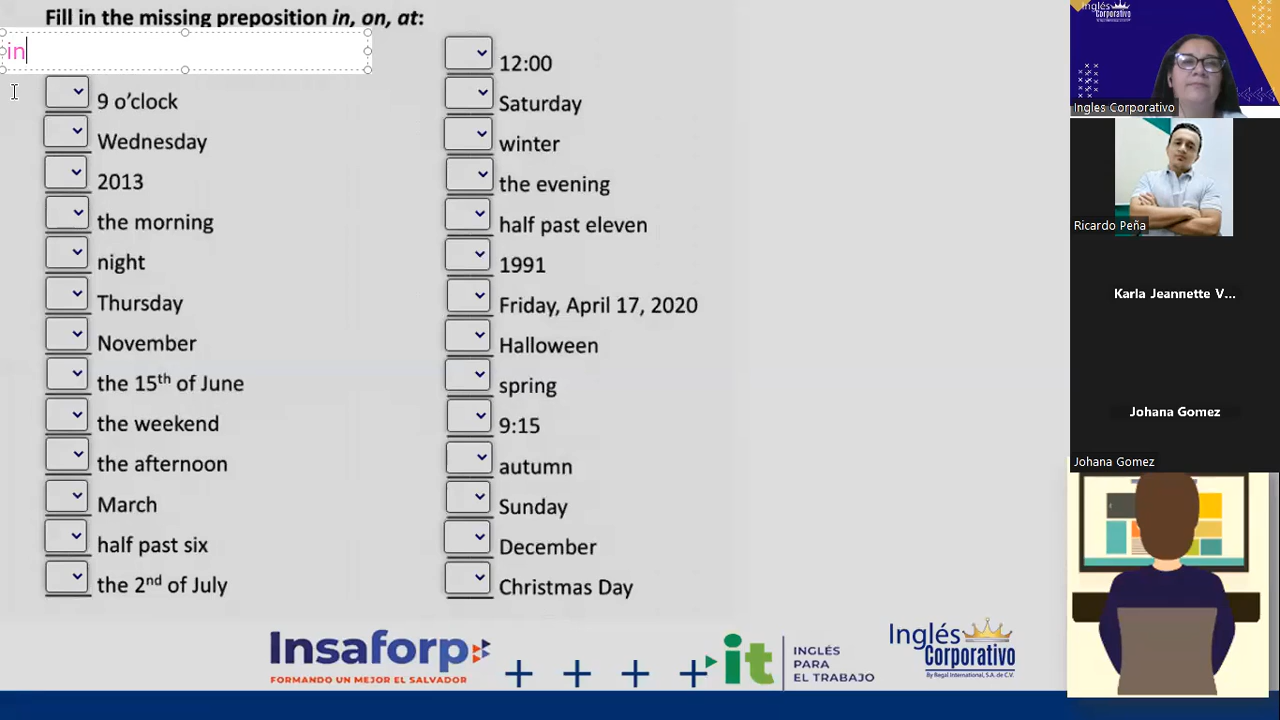 Fill in the missing preposition in, on, at:
in
9 o’clock
Wednesday
2013
the morning
night
Thursday
November
the 15th of June
the weekend
the afternoon
March
half past six
the 2nd of July
12:00
Saturday
winter
the evening
half past eleven
1991
Friday, April 17, 2020
Halloween
spring
9:15
autumn
Sunday
December
Christmas Day
Insaforp
FORMANDO UN MEJOR EL SALVADOR
it
INGLÉS
PARA
EL TRABAJO
Inglés
Corporativo
By Regal International, S.A. de C.V.
Inglés
Corporativo
Ingles Corporativo
Ricardo Peña
Karla Jeannette V...
Johana Gomez
Johana Gomez